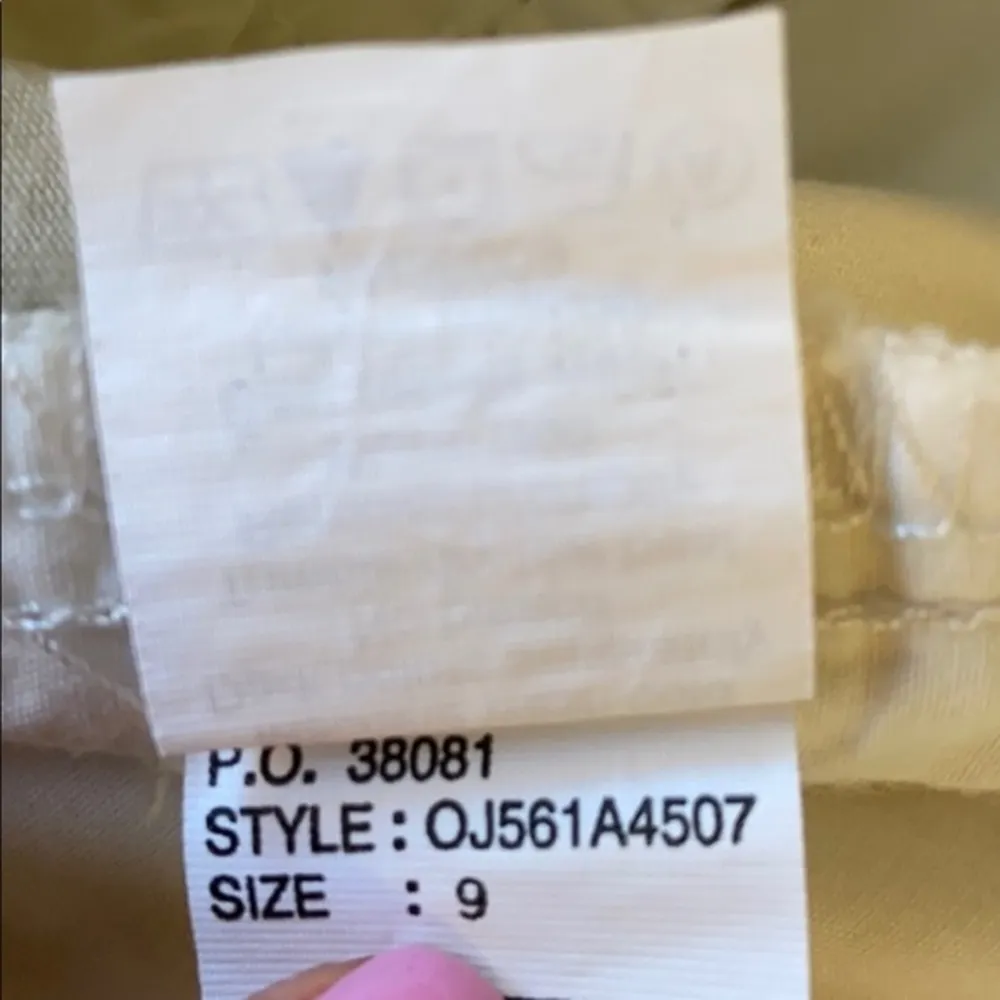 P.O. 38081
STYLE : OJ561A4507
SIZE : 9